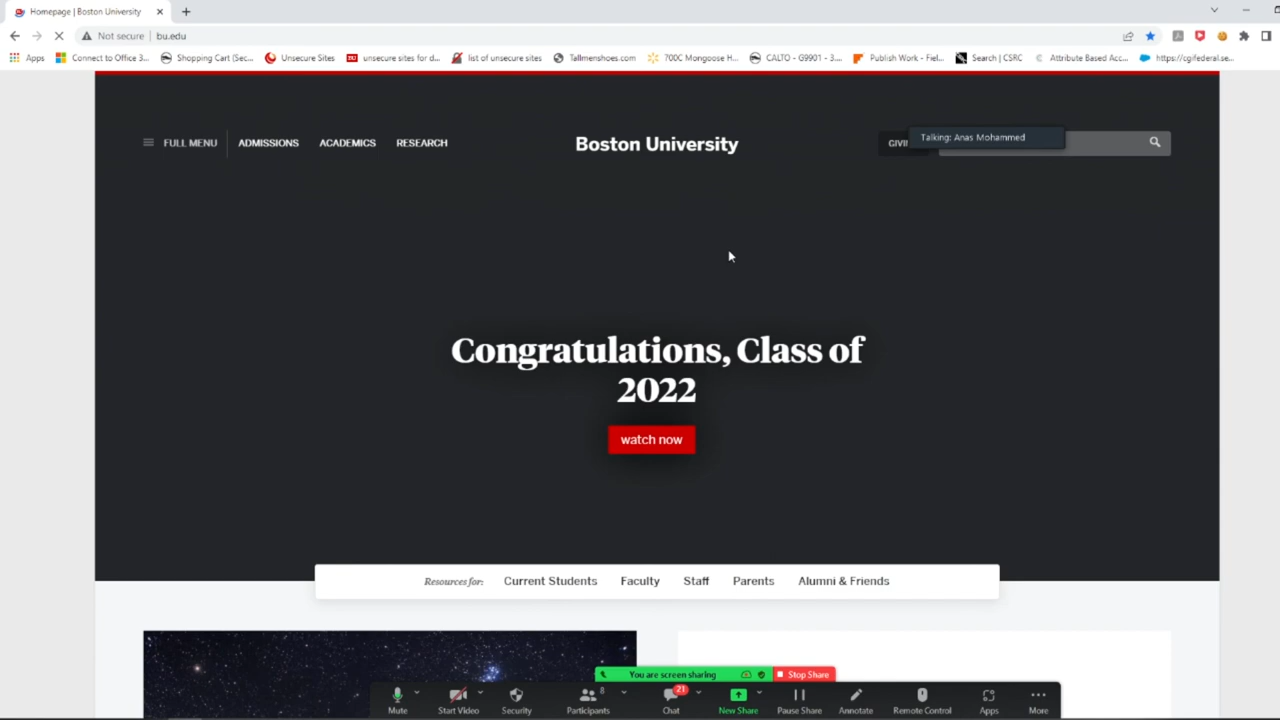 Homepage | Boston University
Not secure bu.edu
Apps Connect to Office 3... Shopping Cart (Sec... Unsecure Sites unsecure sites for d... list of unsecure sites Tallmenshoes.com 700C Mongoose H... CALTO - G9901 - 3.... Publish Work - Fiel... Search | CSRC Attribute Based Acc... https://cgifederal.se...
FULL MENU ADMISSIONS ACADEMICS RESEARCH Boston University Talking: Anas Mohammed
Congratulations, Class of
2022
watch now
Resources for: Current Students Faculty Staff Parents Alumni & Friends
You are screen sharing Stop Share
8 21
Mute Start Video Security Participants Chat New Share Pause Share Annotate Remote Control Apps More